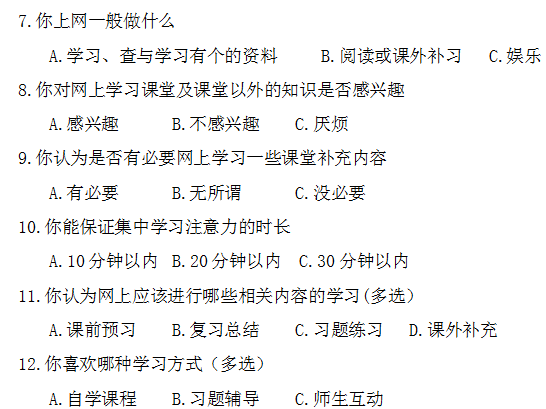 7.你上网一般做什么
A.学习、查与学习有个的资料 B.阅读或课外补习 C.娱乐
8.你对网上学习课堂及课堂以外的知识是否感兴趣
A.感兴趣 B.不感兴趣 C.厌烦
9.你认为是否有必要网上学习一些课堂补充内容
A.有必要 B.无所谓 C.没必要
10.你能保证集中学习注意力的时长
A.10分钟以内 B.20分钟以内 C.30分钟以内
11.你认为网上应该进行哪些相关内容的学习(多选)
A.课前预习 B.复习总结 C.习题练习 D.课外补充
12.你喜欢哪种学习方式（多选）
A.自学课程 B.习题辅导 C.师生互动